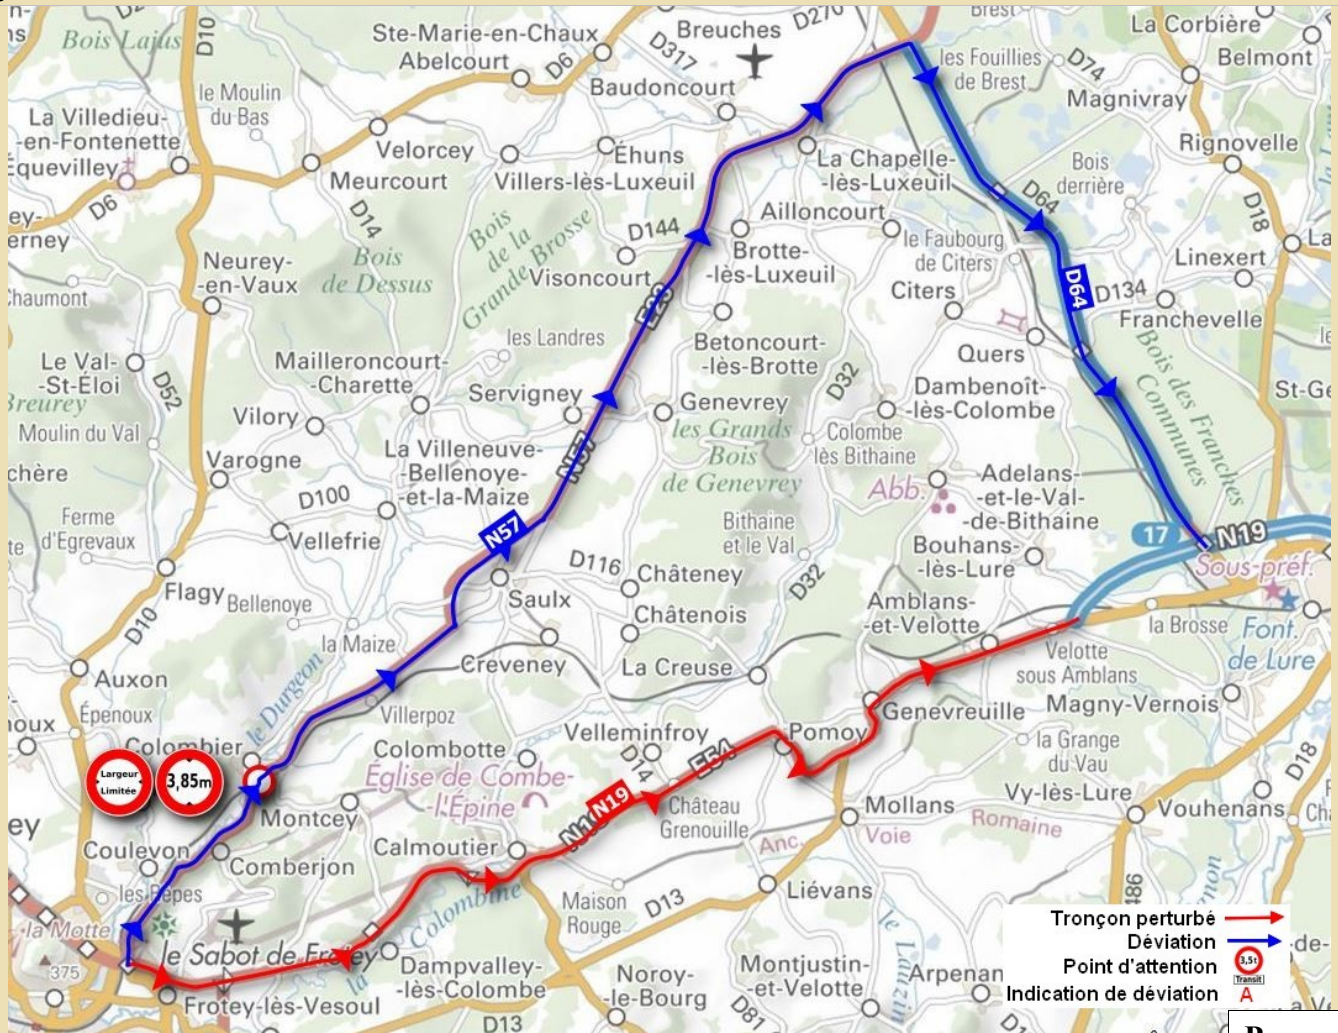 Bois Lajus
D10
Ste-Marie-en-Chaux
Abelcourt
D6
D317
Breuches
D270
Brest
La Corbière
Belmont
les Fouillies
de Brest
D74
Magnivray
Baudoncourt
le Moulin
du Bas
La Villedieu-
-en-Fontenette
Équevilley
D6
Velorcey
Meurcourt
D14
Éhuns
Villers-lès-Luxeuil
La Chapelle-
-lès-Luxeuil
Bois
derrière
Rignovelle
D18
D64
Ailloncourt
D144
Brotte-
-lès-Luxeuil
le Faubourg
de Citers
Linexert
Bois
de la
Grande Brosse
Bois
de Dessus
Visoncourt
Neurey-
-en-Vaux
Chaumont
E23
Citers
D64
D134
Franchevelle
les Landres
Betoncourt-
-lès-Brotte
Quers
Le Val-
-St-Éloi
D52
Breurey
Moulin du Val
Mailleroncourt-
-Charette
Servigney
Vilory
Genevrey
les Grands
Bois
de Genevrey
D32
Dambenoît-
-lès-Colombe
Bois des Franches
Communes
Colombe
lès Bithaine
La Villeneuve-
-Bellenoye-
-et-la-Maize
N57
Varogne
D100
Abb.
Adelans-
-et-le-Val-
-de-Bithaine
Ferme
d'Egrevaux
Vellefrie
N57
Bithaine
et le Val
Bouhans-
-lès-Lure
17
N19
Sous-préf.
D116
Châteney
Flagy
Bellenoye
D10
Saulx
Châtenois
D32
Amblans-
-et-Velotte
la Brosse
Font.
de Lure
la Maize
Creveney
La Creuse
Velotte
sous Amblans
Auxon
Épenoux
le Durgeon
Villerpoz
Genevreuille
Magny-Vernois
Colombier
Colombotte
Velleminfroy
Pomoy
la Grange
du Vau
D18
Largeur
Limitée
3,85m
Église de Combe-
-l'Épine
D14
E54
N19
Château
Grenouille
Mollans
Voie
Romaine
Anc.
Vy-lès-Lure
Vouhenans
Montcey
Coulevon
Comberjon
Calmoutier
les Rêpes
Colombine
Maison
Rouge
D13
Liévans
486
la Motte
375
le Sabot de Frotey
Frotey-lès-Vesoul
Dampvalley-
-lès-Colombe
Noroy-
-le-Bourg
Montjustin-
-et-Velotte
D81
D13
Tronçon perturbé
Déviation
Point d'attention
3,5t
Transit
Indication de déviation
A